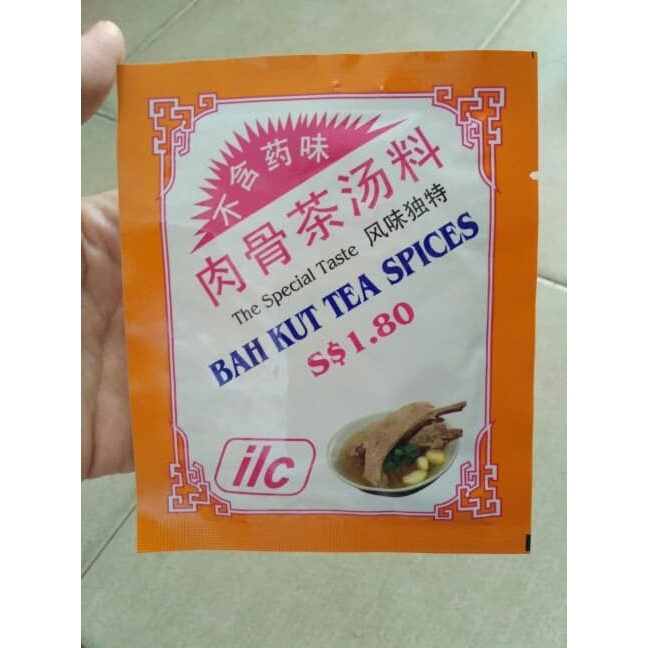 不含药味
肉骨茶汤料
The Special Taste 风味独特
BAH KUT TEA SPICES
S$1.80
ilc